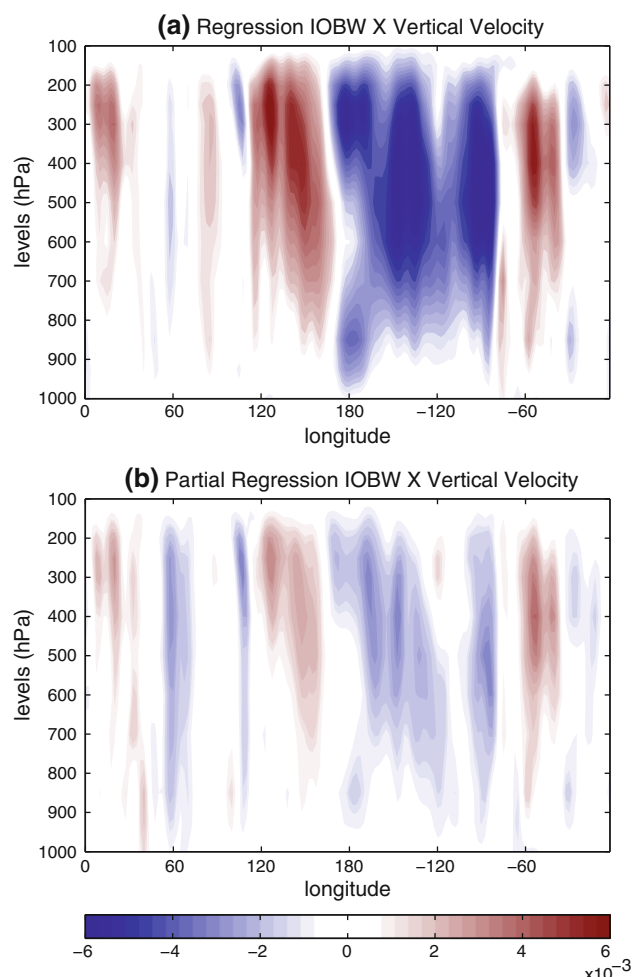 (a) Regression IOBW X Vertical Velocity
100
200
300
400
500
600
700
800
900
1000
levels (hPa)
0 60 120 180 −120 −60
longitude
(b) Partial Regression IOBW X Vertical Velocity
100
200
300
400
500
600
700
800
900
1000
levels (hPa)
0 60 120 180 −120 −60
longitude
−6 −4 −2 0 2 4 6
x10⁻³